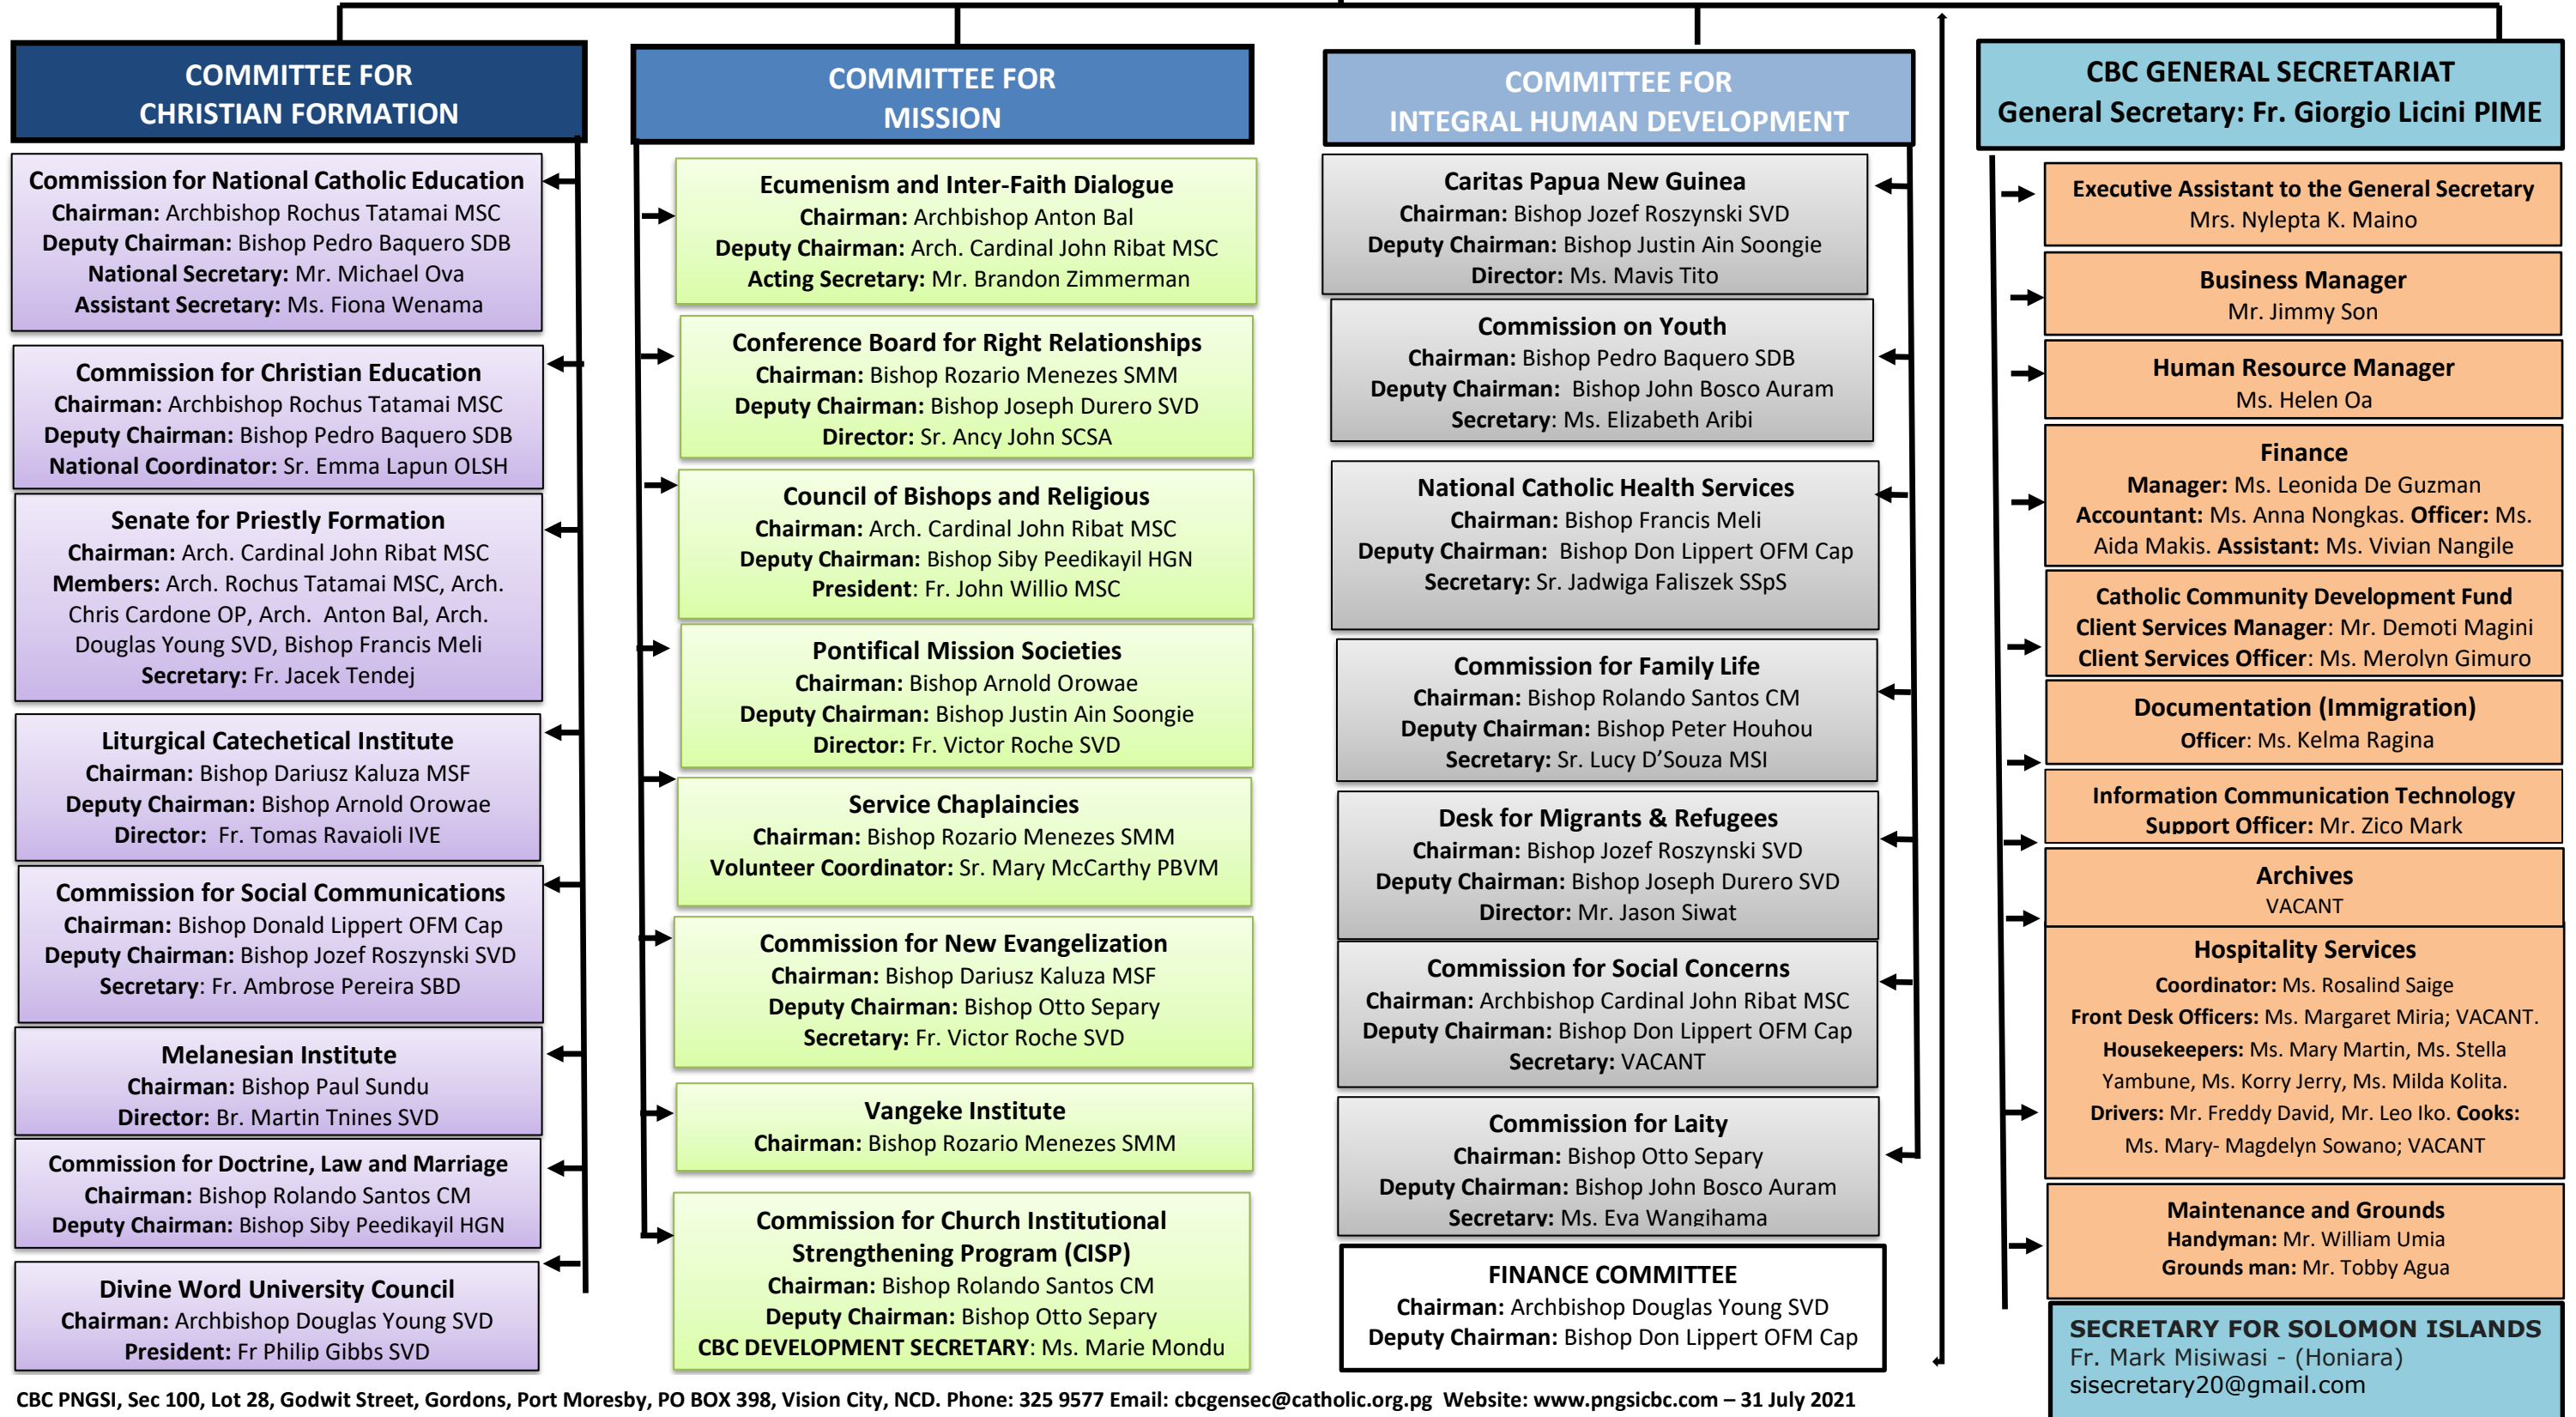 COMMITTEE FOR
CHRISTIAN FORMATION
Commission for National Catholic Education
Chairman: Archbishop Rochus Tatamai MSC
Deputy Chairman: Bishop Pedro Baquero SDB
National Secretary: Mr. Michael Ova
Assistant Secretary: Ms. Fiona Wenama
Commission for Christian Education
Chairman: Archbishop Rochus Tatamai MSC
Deputy Chairman: Bishop Pedro Baquero SDB
National Coordinator: Sr. Emma Lapun OLSH
Senate for Priestly Formation
Chairman: Arch. Cardinal John Ribat MSC
Members: Arch. Rochus Tatamai MSC, Arch.
Chris Cardone OP, Arch. Anton Bal, Arch.
Douglas Young SVD, Bishop Francis Meli
Secretary: Fr. Jacek Tendej
Liturgical Catechetical Institute
Chairman: Bishop Dariusz Kaluza MSF
Deputy Chairman: Bishop Arnold Orowae
Director: Fr. Tomas Ravaioli IVE
Commission for Social Communications
Chairman: Bishop Donald Lippert OFM Cap
Deputy Chairman: Bishop Jozef Roszynski SVD
Secretary: Fr. Ambrose Pereira SBD
Melanesian Institute
Chairman: Bishop Paul Sundu
Director: Br. Martin Tnines SVD
Commission for Doctrine, Law and Marriage
Chairman: Bishop Rolando Santos CM
Deputy Chairman: Bishop Siby Peedikayil HGN
Divine Word University Council
Chairman: Archbishop Douglas Young SVD
President: Fr Philip Gibbs SVD
COMMITTEE FOR
MISSION
Ecumenism and Inter-Faith Dialogue
Chairman: Archbishop Anton Bal
Deputy Chairman: Arch. Cardinal John Ribat MSC
Acting Secretary: Mr. Brandon Zimmerman
Conference Board for Right Relationships
Chairman: Bishop Rozario Menezes SMM
Deputy Chairman: Bishop Joseph Durero SVD
Director: Sr. Ancy John SCSA
Council of Bishops and Religious
Chairman: Arch. Cardinal John Ribat MSC
Deputy Chairman: Bishop Siby Peedikayil HGN
President: Fr. John Willio MSC
Pontifical Mission Societies
Chairman: Bishop Arnold Orowae
Deputy Chairman: Bishop Justin Ain Soongie
Director: Fr. Victor Roche SVD
Service Chaplaincies
Chairman: Bishop Rozario Menezes SMM
Volunteer Coordinator: Sr. Mary McCarthy PBVM
Commission for New Evangelization
Chairman: Bishop Dariusz Kaluza MSF
Deputy Chairman: Bishop Otto Separy
Secretary: Fr. Victor Roche SVD
Vangeke Institute
Chairman: Bishop Rozario Menezes SMM
Commission for Church Institutional
Strengthening Program (CISP)
Chairman: Bishop Rolando Santos CM
Deputy Chairman: Bishop Otto Separy
CBC DEVELOPMENT SECRETARY: Ms. Marie Mondu
COMMITTEE FOR
INTEGRAL HUMAN DEVELOPMENT
Caritas Papua New Guinea
Chairman: Bishop Jozef Roszynski SVD
Deputy Chairman: Bishop Justin Ain Soongie
Director: Ms. Mavis Tito
Commission on Youth
Chairman: Bishop Pedro Baquero SDB
Deputy Chairman: Bishop John Bosco Auram
Secretary: Ms. Elizabeth Aribi
National Catholic Health Services
Chairman: Bishop Francis Meli
Deputy Chairman: Bishop Don Lippert OFM Cap
Secretary: Sr. Jadwiga Faliszek SSpS
Commission for Family Life
Chairman: Bishop Rolando Santos CM
Deputy Chairman: Bishop Peter Houhou
Secretary: Sr. Lucy D’Souza MSI
Desk for Migrants & Refugees
Chairman: Bishop Jozef Roszynski SVD
Deputy Chairman: Bishop Joseph Durero SVD
Director: Mr. Jason Siwat
Commission for Social Concerns
Chairman: Archbishop Cardinal John Ribat MSC
Deputy Chairman: Bishop Don Lippert OFM Cap
Secretary: VACANT
Commission for Laity
Chairman: Bishop Otto Separy
Deputy Chairman: Bishop John Bosco Auram
Secretary: Ms. Eva Wangihama
FINANCE COMMITTEE
Chairman: Archbishop Douglas Young SVD
Deputy Chairman: Bishop Don Lippert OFM Cap
CBC GENERAL SECRETARIAT
General Secretary: Fr. Giorgio Licini PIME
Executive Assistant to the General Secretary
Mrs. Nylepta K. Maino
Business Manager
Mr. Jimmy Son
Human Resource Manager
Ms. Helen Oa
Finance
Manager: Ms. Leonida De Guzman
Accountant: Ms. Anna Nongkas. Officer: Ms.
Aida Makis. Assistant: Ms. Vivian Nangile
Catholic Community Development Fund
Client Services Manager: Mr. Demoti Magini
Client Services Officer: Ms. Merolyn Gimuro
Documentation (Immigration)
Officer: Ms. Kelma Ragina
Information Communication Technology
Support Officer: Mr. Zico Mark
Archives
VACANT
Hospitality Services
Coordinator: Ms. Rosalind Saige
Front Desk Officers: Ms. Margaret Miria; VACANT.
Housekeepers: Ms. Mary Martin, Ms. Stella
Yambune, Ms. Korry Jerry, Ms. Milda Kolita.
Drivers: Mr. Freddy David, Mr. Leo Iko. Cooks:
Ms. Mary- Magdelyn Sowano; VACANT
Maintenance and Grounds
Handyman: Mr. William Umia
Grounds man: Mr. Tobby Agua
SECRETARY FOR SOLOMON ISLANDS
Fr. Mark Misiwasi - (Honiara)
sisecretary20@gmail.com
CBC PNGSI, Sec 100, Lot 28, Godwit Street, Gordons, Port Moresby, PO BOX 398, Vision City, NCD. Phone: 325 9577 Email: cbcgensec@catholic.org.pg Website: www.pngsicbc.com – 31 July 2021